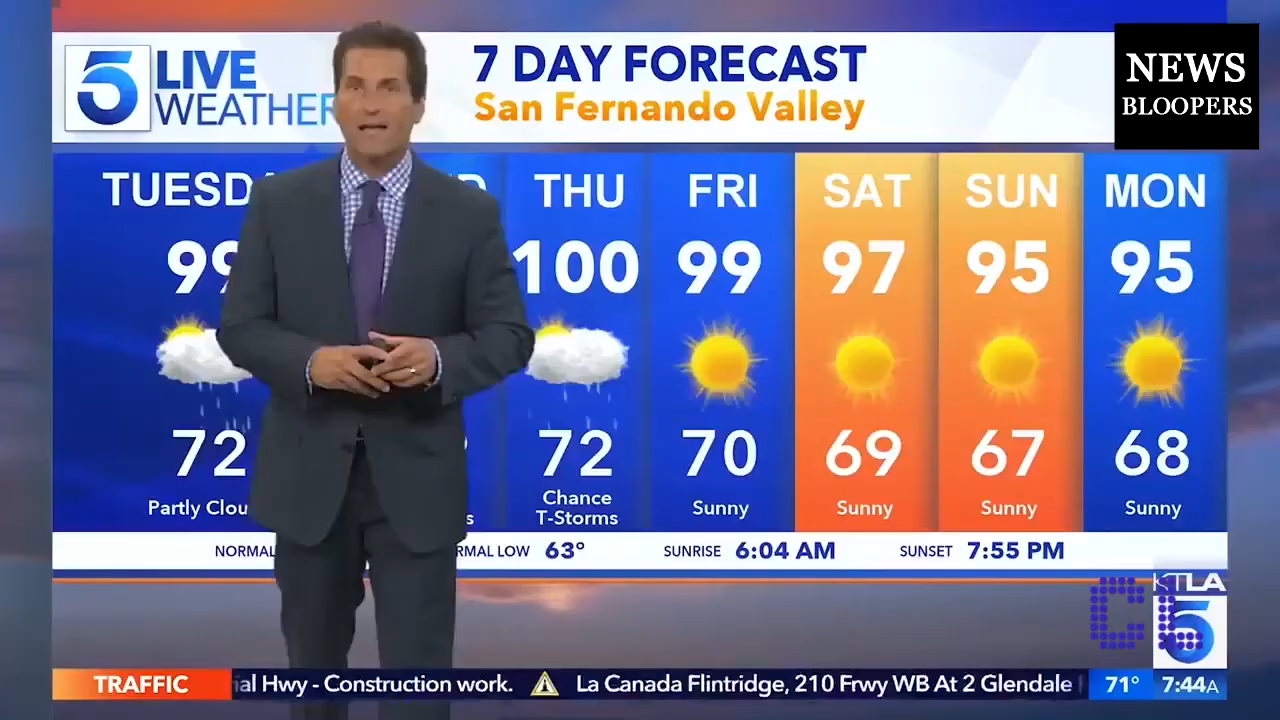 5 LIVE
WEATHER
7 DAY FORECAST
San Fernando Valley
NEWS
BLOOPERS
THU FRI SAT SUN MON
100 99 97 95 95
72 72 70 69 67 68
Partly
Chance
T-Storms
Sunny Sunny Sunny Sunny
NORMAL
LOW 63° SUNRISE 6:04 AM SUNSET 7:55 PM
KTLA
5
TRAFFIC Hwy - Construction work. La Canada Flintridge, 210 Frwy WB At 2 Glendale 71° 7:44A